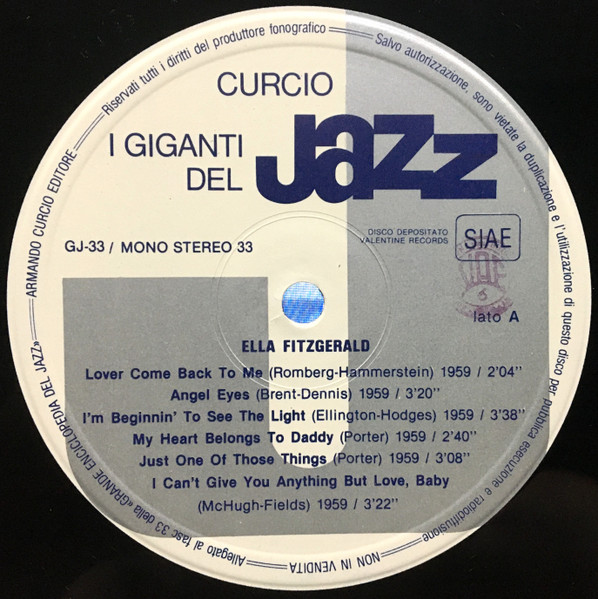 Riservati tutti i diritti del produttore fonografico
Salvo autorizzazione, sono vietate la duplicazione e l'utilizzazione di questo disco per pubblica esecuzione e radiodiffusione
CURCIO
I GIGANTI
DEL
Jazz
GJ-33 / MONO STEREO 33
DISCO DEPOSITATO
VALENTINE RECORDS
SIAE
lato A
ELLA FITZGERALD
Lover Come Back To Me (Romberg-Hammerstein) 1959 / 2'04''
Angel Eyes (Brent-Dennis) 1959 / 3'20''
I'm Beginnin' To See The Light (Ellington-Hodges) 1959 / 3'38''
My Heart Belongs To Daddy (Porter) 1959 / 2'40''
Just One Of Those Things (Porter) 1959 / 3'08''
I Can't Give You Anything But Love, Baby
(McHugh-Fields) 1959 / 3'22''
ARMANDO CURCIO EDITORE
Allegato al fasc 33 della «GRANDE ENCICLOPEDIA DEL JAZZ»
NON IN VENDITA